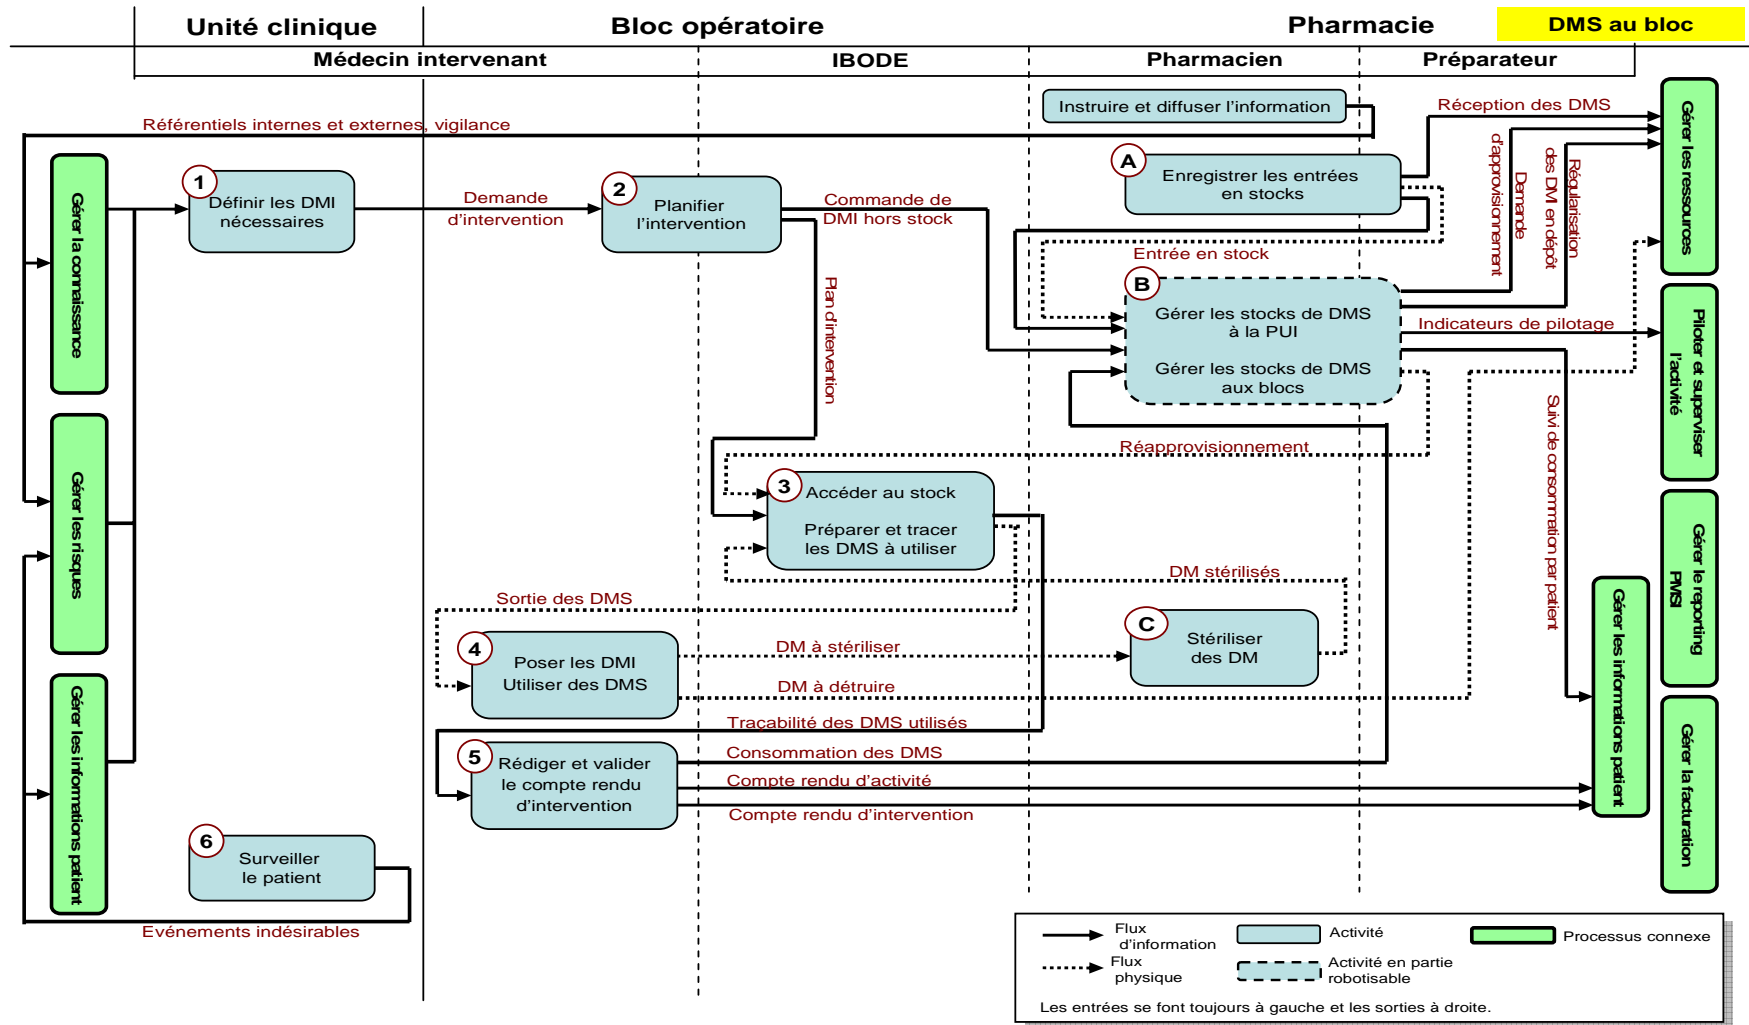 Unité clinique
Bloc opératoire
Pharmacie
DMS au bloc
Médecin intervenant
IBODE
Pharmacien
Préparateur
Instruire et diffuser l'information
Réception des DMS
Référentiels internes et externes, vigilance
Gérer la connaissance
Gérer les risques
Gérer les informations patient
1
Définir les DMI
nécessaires
Demande
d'intervention
2
Planifier
l'intervention
Commande de
DMI hors stock
Plan d'intervention
A
Enregistrer les entrées
en stocks
Entrée en stock
Demande
d'approvisionnement
Régularisation
des DMI en dépôt
B
Gérer les stocks de DMS
à la PUI
Gérer les stocks de DMS
aux blocs
Indicateurs de pilotage
Suivi de consommation par patient
Réapprovisionnement
3
Accéder au stock
Préparer et tracer
les DMS à utiliser
DM stérilisés
Sortie des DMS
4
Poser les DMI
Utiliser des DMS
DM à stériliser
DM à détruire
C
Stériliser
des DM
Traçabilité des DMS utilisés
5
Rédiger et valider
le compte rendu
d'intervention
Consommation des DMS
Compte rendu d'activité
Compte rendu d'intervention
6
Surveiller
le patient
Evénements indésirables
Gérer les ressources
Piloter et superviser
l'activité
Gérer le reporting
PMSI
Gérer les informations patient
Gérer la facturation
Flux
d'information
Activité
Processus connexe
Flux
physique
Activité en partie
robotisable
Les entrées se font toujours à gauche et les sorties à droite.